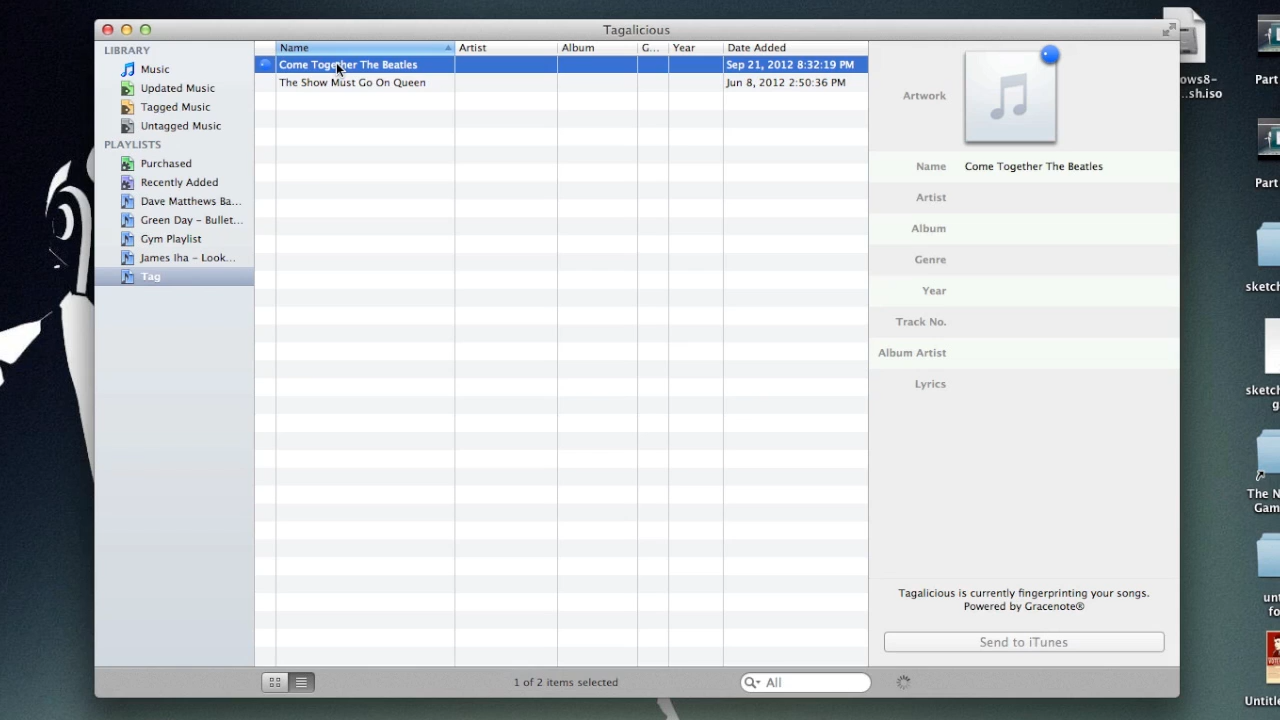 Tagalicious
LIBRARY
Music
Updated Music
Tagged Music
Untagged Music
PLAYLISTS
Purchased
Recently Added
Dave Matthews Ba...
Green Day – Bullet...
Gym Playlist
James Iha – Look...
Tag
Name Artist Album G... Year Date Added
Come Together The Beatles Sep 21, 2012 8:32:19 PM
The Show Must Go On Queen Jun 8, 2012 2:50:36 PM
Artwork
Name Come Together The Beatles
Artist
Album
Genre
Year
Track No.
Album Artist
Lyrics
Tagalicious is currently fingerprinting your songs.
Powered by Gracenote®
Send to iTunes
1 of 2 items selected
All
ows8-
...sh.iso
Part
Part
sketc
sketc
g
The N
Gam
un
fo
Untitle